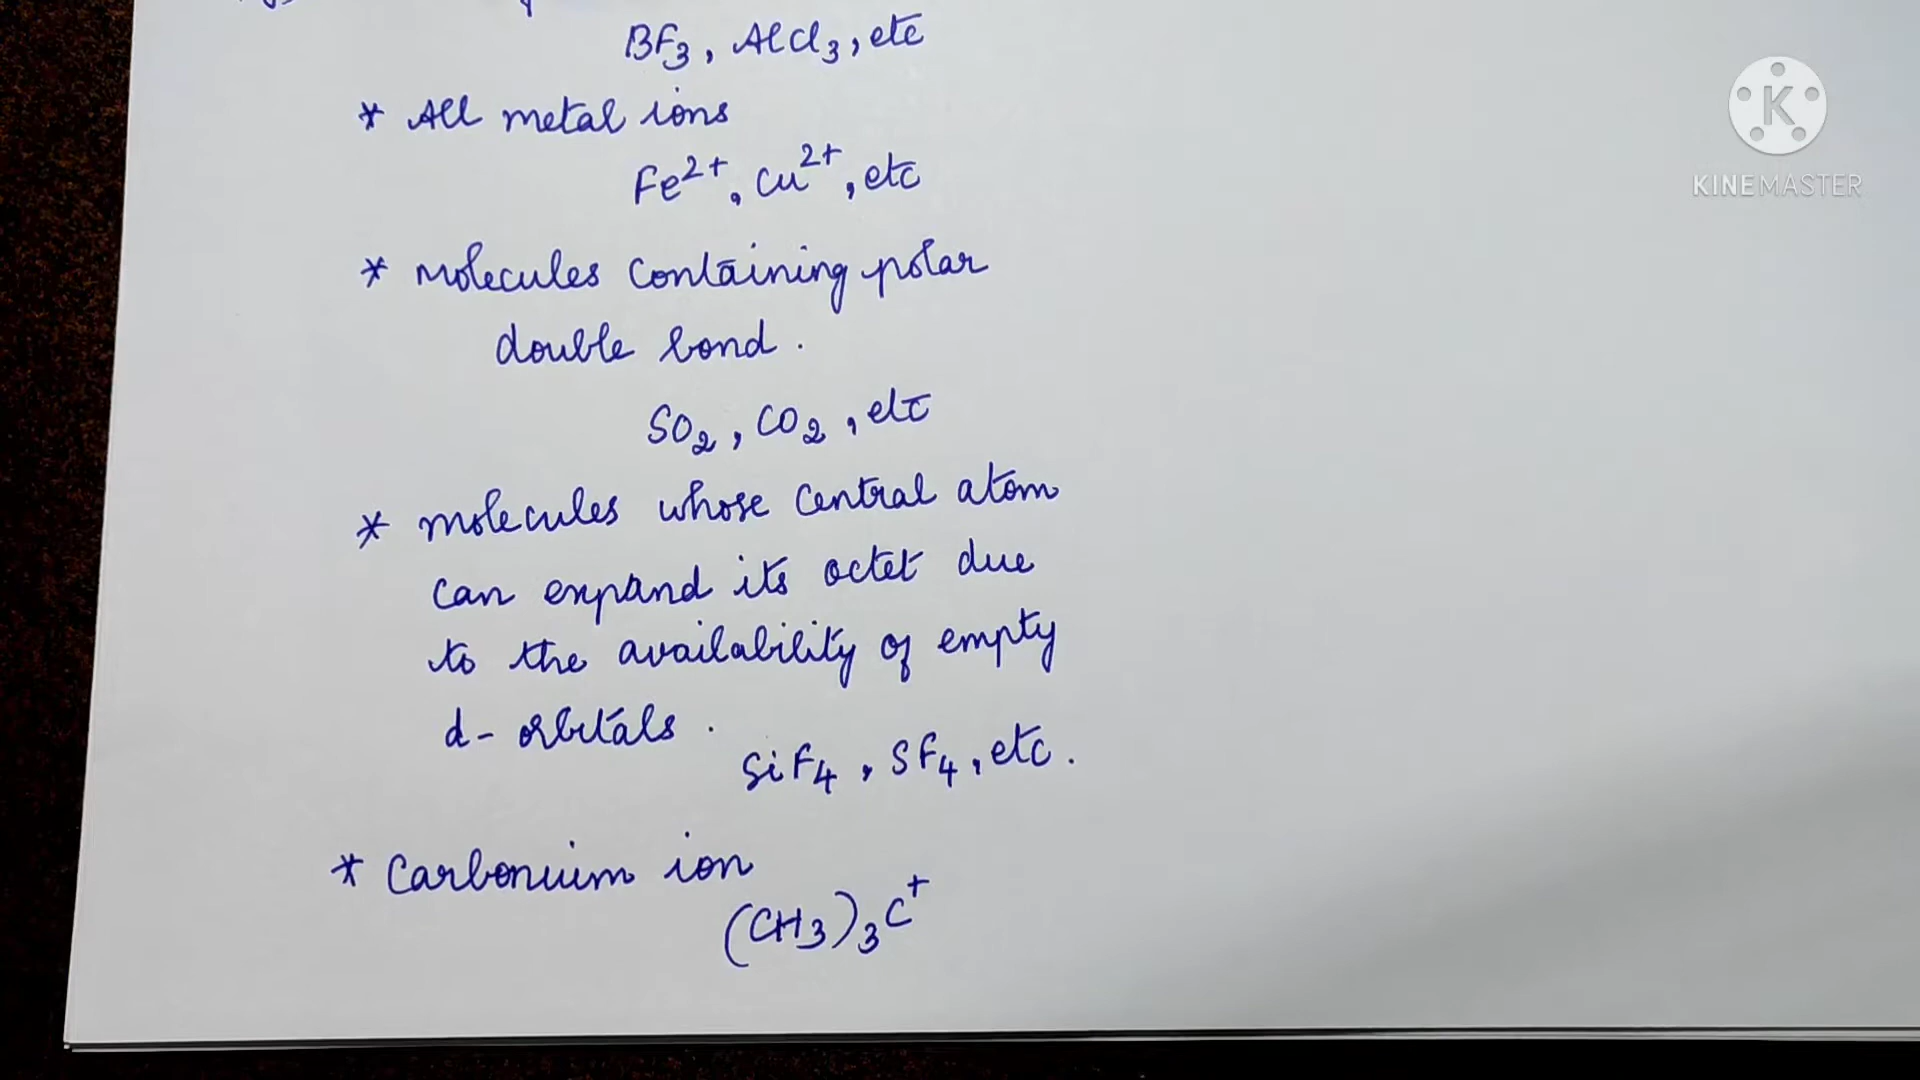 BF3, AlCl3, etc
* All metal ions
Fe2+, Cu2+, etc
* Molecules containing polar
double bond.
SO2, CO2, etc
* Molecules whose central atom
can expand its octet due
to the availability of empty
d-orbitals.
SiF4, SF4, etc.
* Carbonium ion
(CH3)3C+
K
KINEMASTER